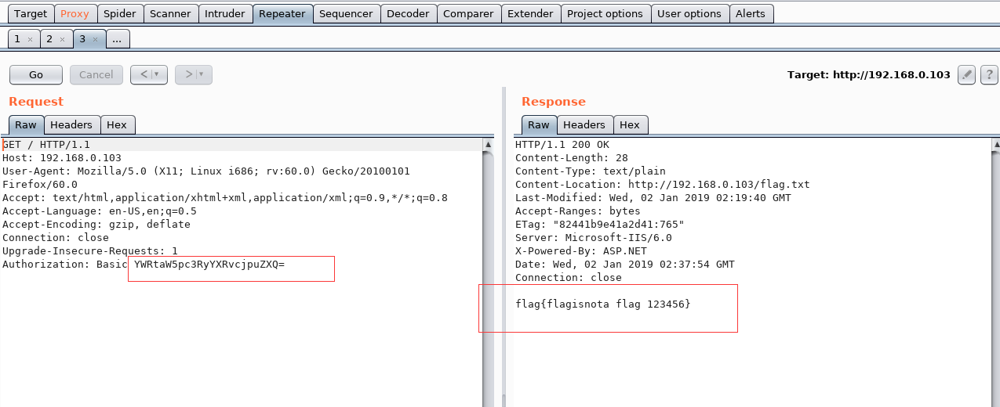 Target Proxy Spider Scanner Intruder Repeater Sequencer Decoder Comparer Extender Project options User options Alerts
1 × 2 × 3 × ...
Go Cancel < > Target: http://192.168.0.103 ?
Request
Raw Headers Hex
GET / HTTP/1.1
Host: 192.168.0.103
User-Agent: Mozilla/5.0 (X11; Linux i686; rv:60.0) Gecko/20100101
Firefox/60.0
Accept: text/html,application/xhtml+xml,application/xml;q=0.9,*/*;q=0.8
Accept-Language: en-US,en;q=0.5
Accept-Encoding: gzip, deflate
Connection: close
Upgrade-Insecure-Requests: 1
Authorization: Basic YWRtaW5pc3RyYXRvcjpuZXQ=
Response
Raw Headers Hex
HTTP/1.1 200 OK
Content-Length: 28
Content-Type: text/plain
Content-Location: http://192.168.0.103/flag.txt
Last-Modified: Wed, 02 Jan 2019 02:19:40 GMT
Accept-Ranges: bytes
ETag: "82441b9e41a2d41:765"
Server: Microsoft-IIS/6.0
X-Powered-By: ASP.NET
Date: Wed, 02 Jan 2019 02:37:54 GMT
Connection: close
flag{flagisnota flag 123456}